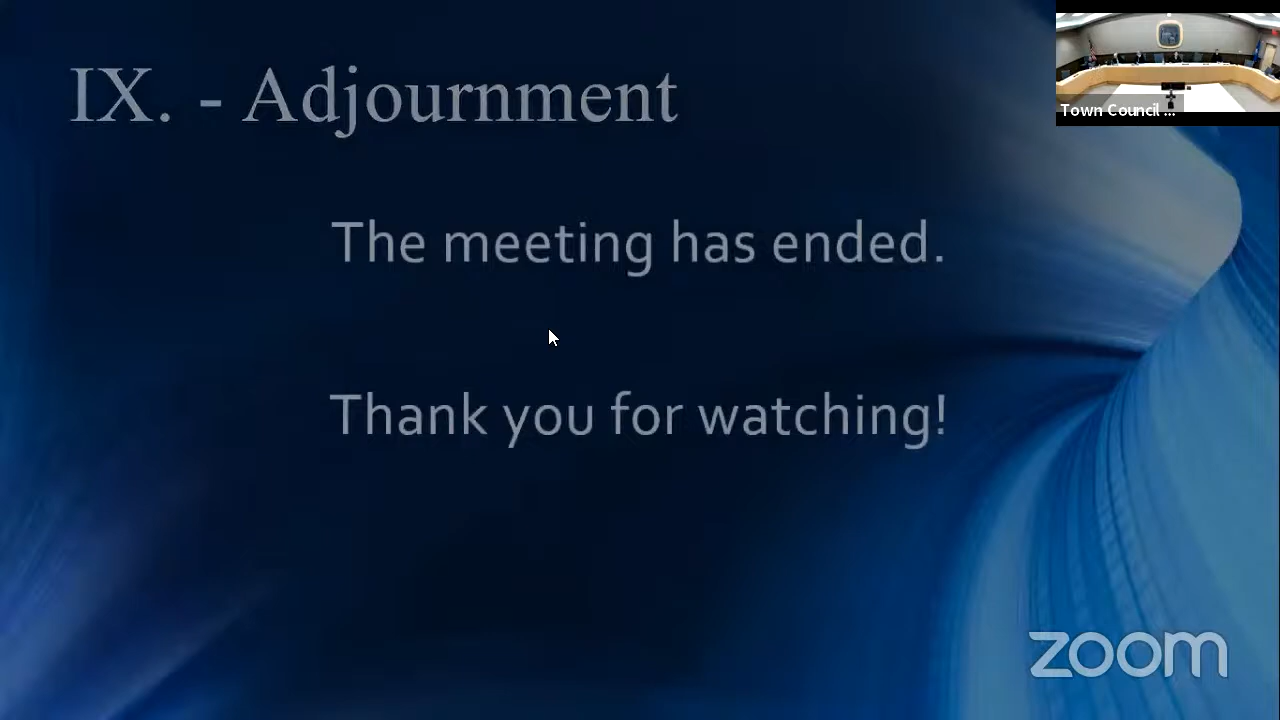 IX. - Adjournment
Town Council ...
The meeting has ended.
Thank you for watching!
zoom